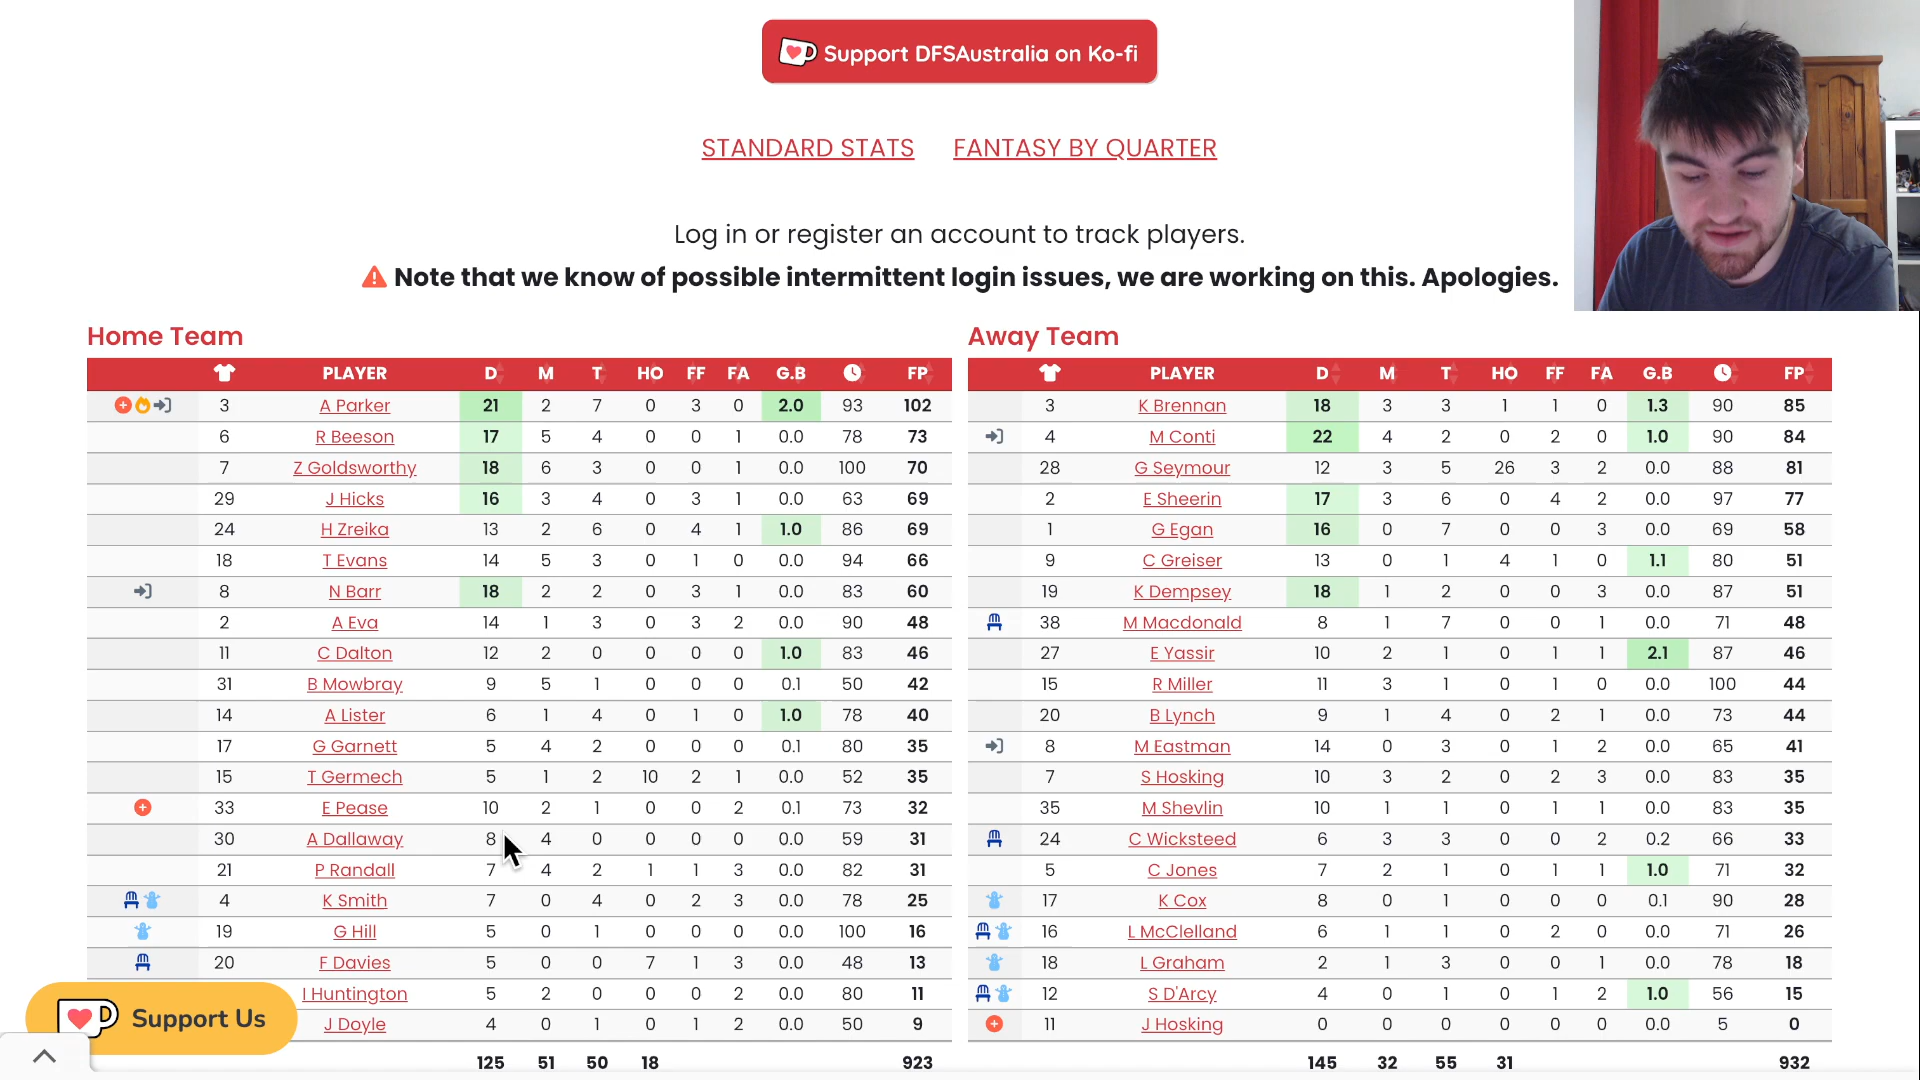 Support DFSAustralia on Ko-fi
STANDARD STATS FANTASY BY QUARTER
Log in or register an account to track players.
Note that we know of possible intermittent login issues, we are working on this. Apologies.
Home Team
PLAYER D M T HO FF FA G.B FP
3 A Parker 21 2 7 0 3 0 2.0 93 102
6 R Beeson 17 5 4 0 0 1 0.0 78 73
7 Z Goldsworthy 18 6 3 0 0 1 0.0 100 70
29 J Hicks 16 3 4 0 3 1 0.0 63 69
24 H Zreika 13 2 6 0 4 1 1.0 86 69
18 T Evans 14 5 3 0 1 0 0.0 94 66
8 N Barr 18 2 2 0 3 1 0.0 83 60
2 A Eva 14 1 3 0 3 2 0.0 90 48
11 C Dalton 12 2 0 0 0 0 1.0 83 46
31 B Mowbray 9 5 1 0 0 0 0.1 50 42
14 A Lister 6 1 4 0 1 0 1.0 78 40
17 G Garnett 5 4 2 0 0 0 0.1 80 35
15 T Germech 5 1 2 10 2 1 0.0 52 35
33 E Pease 10 2 1 0 0 2 0.1 73 32
30 A Dallaway 8 4 0 0 0 0 0.0 59 31
21 P Randall 7 4 2 1 1 3 0.0 82 31
4 K Smith 7 0 4 0 2 3 0.0 78 25
19 G Hill 5 0 1 0 0 0 0.0 100 16
20 F Davies 5 0 0 7 1 3 0.0 48 13
I Huntington 5 2 0 0 0 2 0.0 80 11
J Doyle 4 0 1 0 1 2 0.0 50 9
125 51 50 18 923
Away Team
PLAYER D M T HO FF FA G.B FP
3 K Brennan 18 3 3 1 1 0 1.3 90 85
4 M Conti 22 4 2 0 2 0 1.0 90 84
28 G Seymour 12 3 5 26 3 2 0.0 88 81
2 E Sheerin 17 3 6 0 4 2 0.0 97 77
1 G Egan 16 0 7 0 0 3 0.0 69 58
9 C Greiser 13 0 1 4 1 0 1.1 80 51
19 K Dempsey 18 1 2 0 0 3 0.0 87 51
38 M Macdonald 8 1 7 0 0 1 0.0 71 48
27 E Yassir 10 2 1 0 1 1 2.1 87 46
15 R Miller 11 3 1 0 1 0 0.0 100 44
20 B Lynch 9 1 4 0 2 1 0.0 73 44
8 M Eastman 14 0 3 0 1 2 0.0 65 41
7 S Hosking 10 3 2 0 2 3 0.0 83 35
35 M Shevlin 10 1 1 0 1 1 0.0 83 35
24 C Wicksteed 6 3 3 0 0 2 0.2 66 33
5 C Jones 7 2 1 0 1 1 1.0 71 32
17 K Cox 8 0 1 0 0 0 0.1 90 28
16 L McClelland 6 1 1 0 2 0 0.0 71 26
18 L Graham 2 1 3 0 0 1 0.0 78 18
12 S D'Arcy 4 0 1 0 1 2 1.0 56 15
11 J Hosking 0 0 0 0 0 0 0.0 5 0
145 32 55 31 932
Support Us